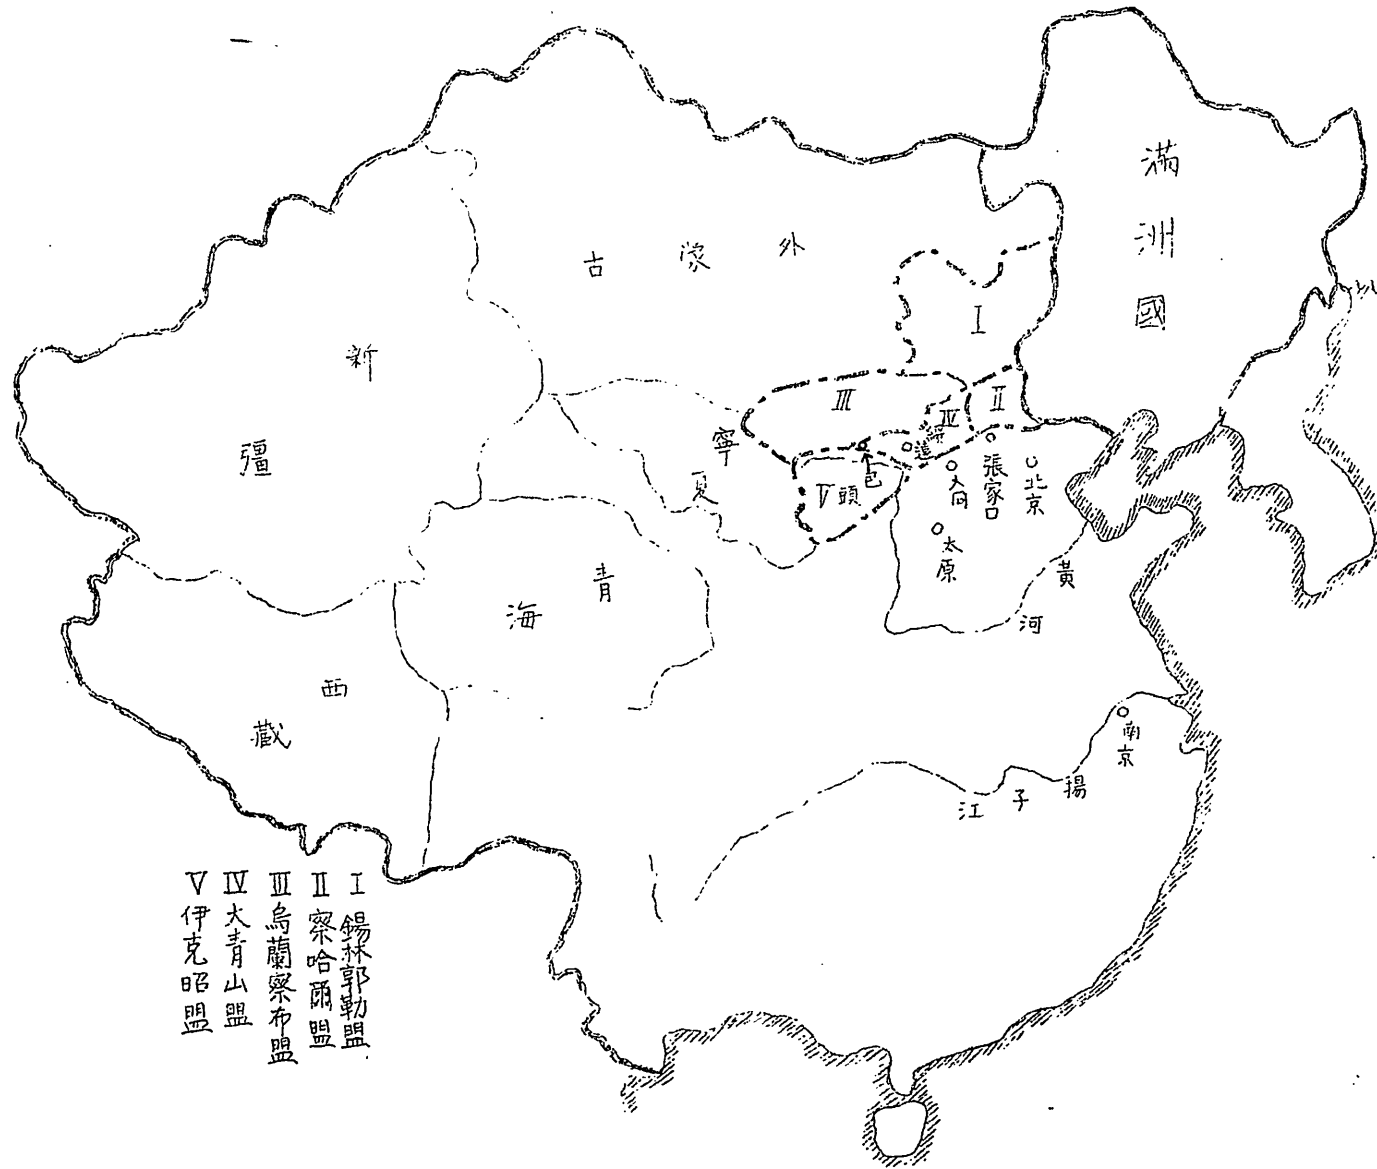 滿洲國
外蒙古
新疆
I
II
III
IV
V
寧夏
包頭
張家口
北京
大同
太原
黃河
青海
西藏
南京
揚子江
I 錫林郭勒盟
II 察哈爾盟
III 烏蘭察布盟
IV 大青山盟
V 伊克昭盟